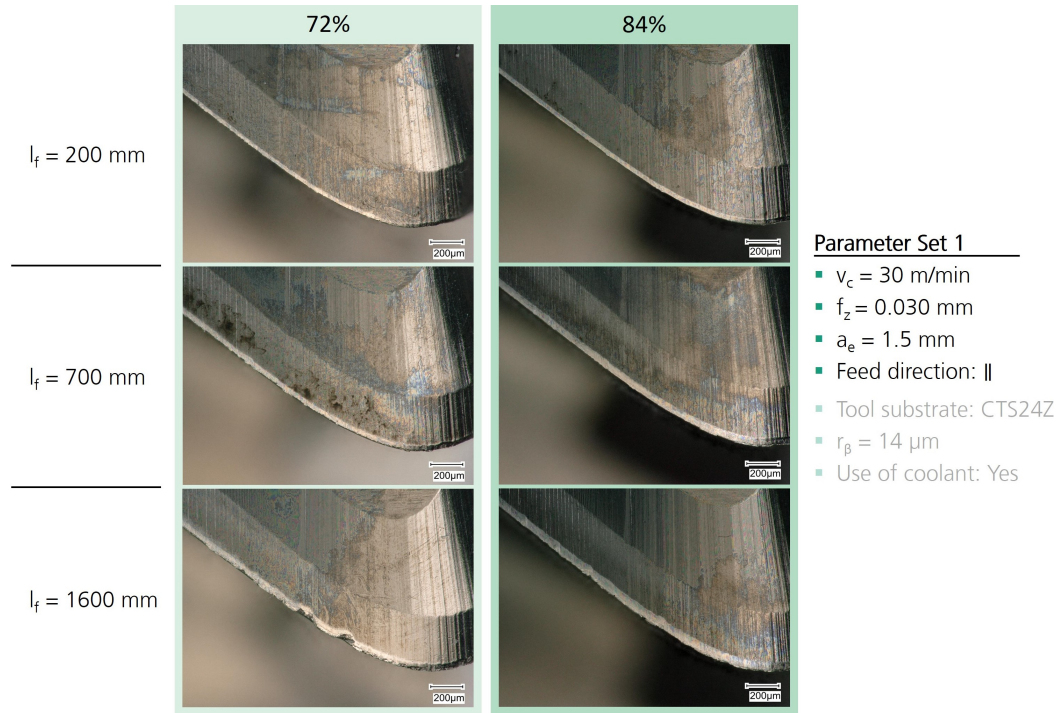 72%
84%
l_f = 200 mm
200µm
200µm
l_f = 700 mm
200µm
200µm
l_f = 1600 mm
200µm
200µm
Parameter Set 1
▪ v_c = 30 m/min
▪ f_z = 0.030 mm
▪ a_e = 1.5 mm
▪ Feed direction: ||
▪ Tool substrate: CTS24Z
▪ r_β = 14 µm
▪ Use of coolant: Yes